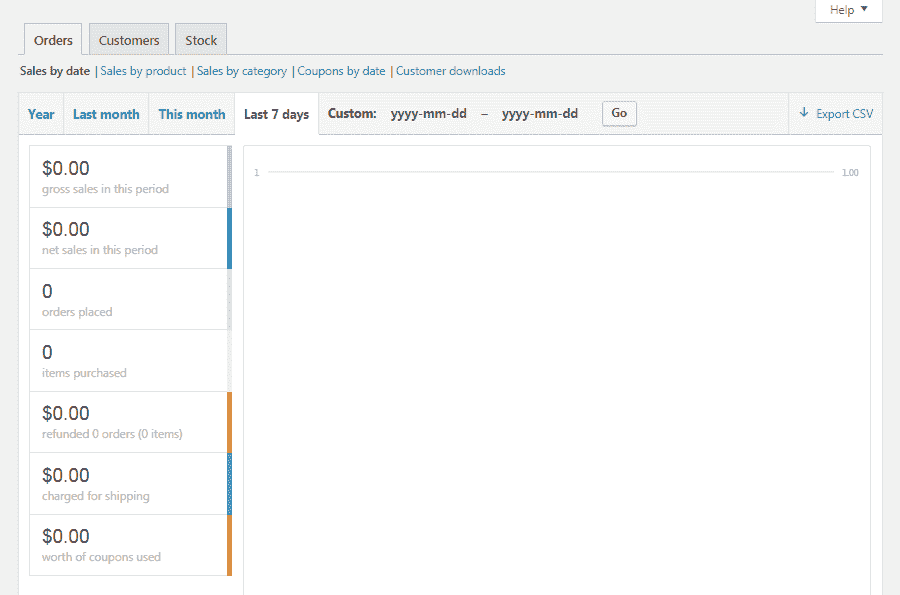 Help
Orders Customers Stock
Sales by date | Sales by product | Sales by category | Coupons by date | Customer downloads
Year Last month This month Last 7 days Custom: yyyy-mm-dd – yyyy-mm-dd Go Export CSV
$0.00
gross sales in this period
1 1.00
$0.00
net sales in this period
0
orders placed
0
items purchased
$0.00
refunded 0 orders (0 items)
$0.00
charged for shipping
$0.00
worth of coupons used